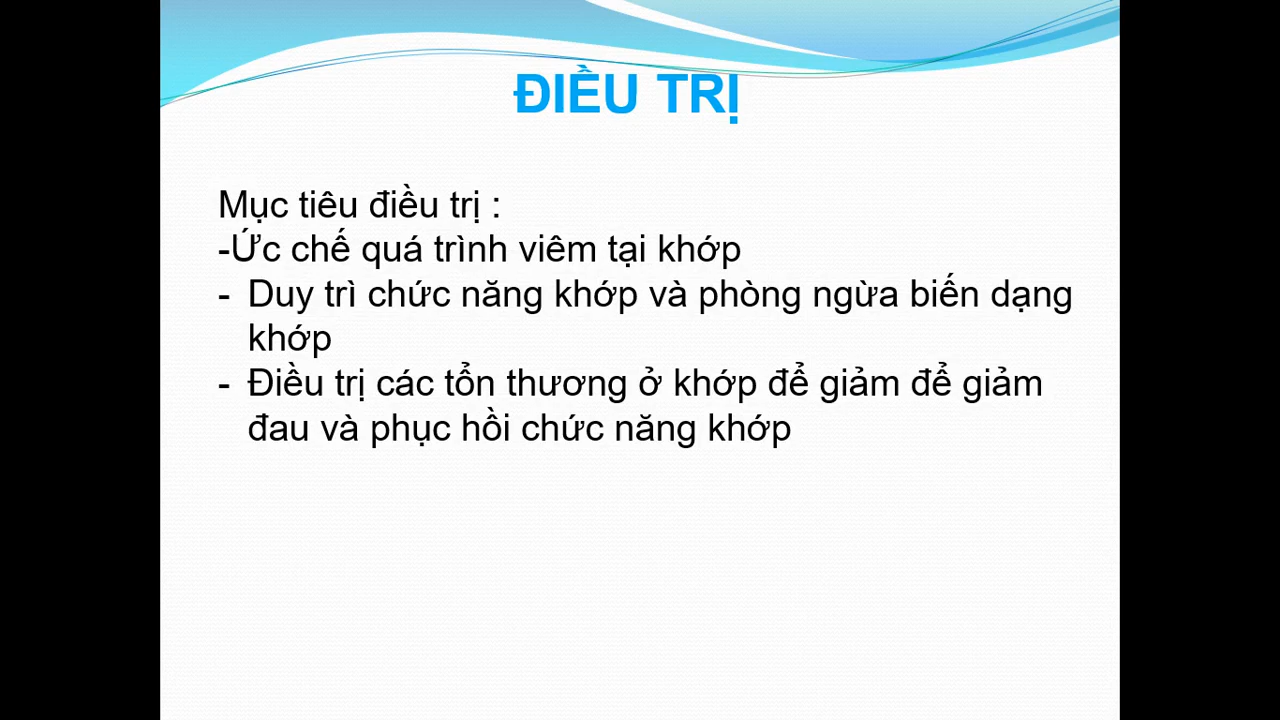 ĐIỀU TRỊ
Mục tiêu điều trị :
-Ức chế quá trình viêm tại khớp
- Duy trì chức năng khớp và phòng ngừa biến dạng
khớp
- Điều trị các tổn thương ở khớp để giảm để giảm
đau và phục hồi chức năng khớp